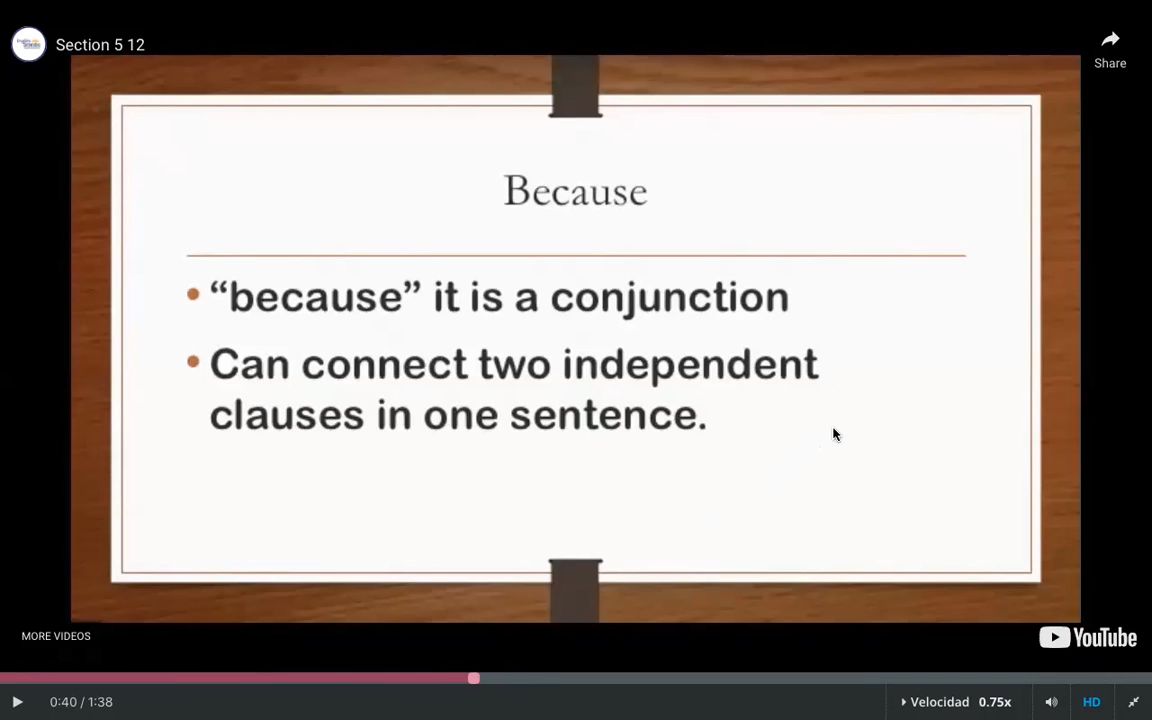 Section 5 12
Share
Because
• “because” it is a conjunction
• Can connect two independent
clauses in one sentence.
MORE VIDEOS
YouTube
0:40 / 1:38
Velocidad 0.75x
HD